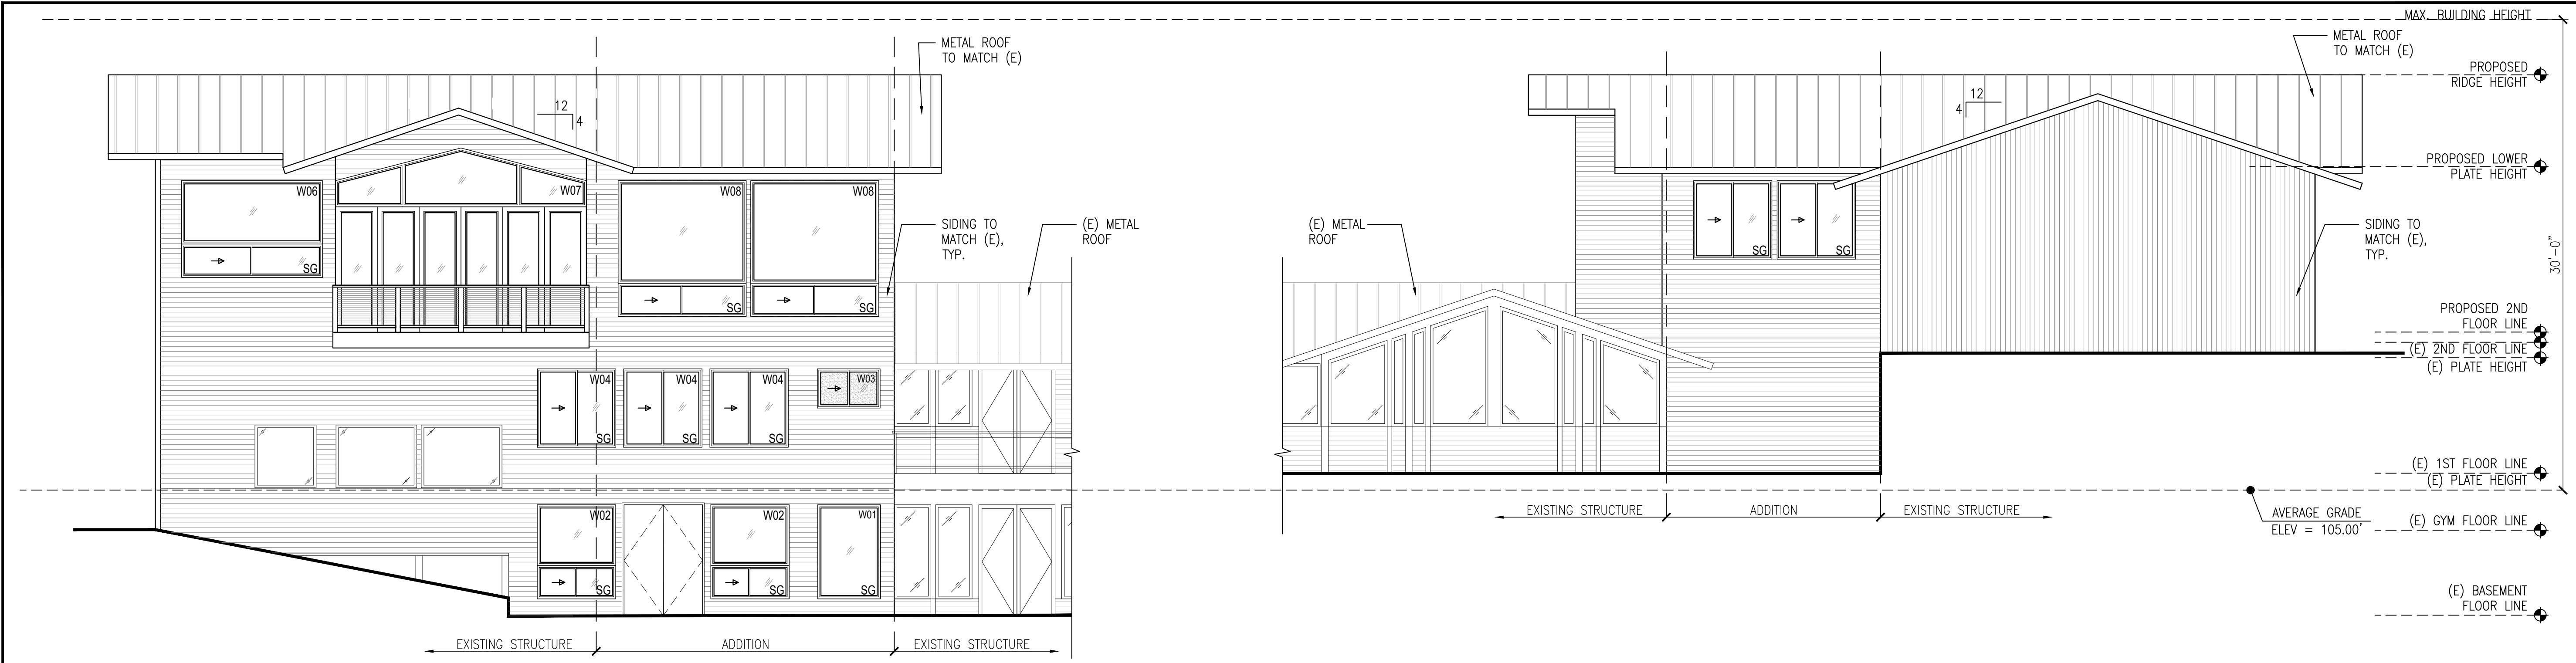 MAX. BUILDING HEIGHT
METAL ROOF
TO MATCH (E)
METAL ROOF
TO MATCH (E)
PROPOSED
RIDGE HEIGHT
12
4
12
4
PROPOSED LOWER
PLATE HEIGHT
W06
W07
W08
W08
SG
SG
SG
SG
SG
SIDING TO
MATCH (E),
TYP.
(E) METAL
ROOF
(E) METAL
ROOF
SIDING TO
MATCH (E),
TYP.
30'-0"
PROPOSED 2ND
FLOOR LINE
(E) 2ND FLOOR LINE
(E) PLATE HEIGHT
W04
W04
W04
W03
SG
SG
SG
(E) 1ST FLOOR LINE
(E) PLATE HEIGHT
W02
W02
W01
SG
SG
SG
EXISTING STRUCTURE
ADDITION
EXISTING STRUCTURE
AVERAGE GRADE
ELEV = 105.00'
(E) GYM FLOOR LINE
(E) BASEMENT
FLOOR LINE
EXISTING STRUCTURE
ADDITION
EXISTING STRUCTURE